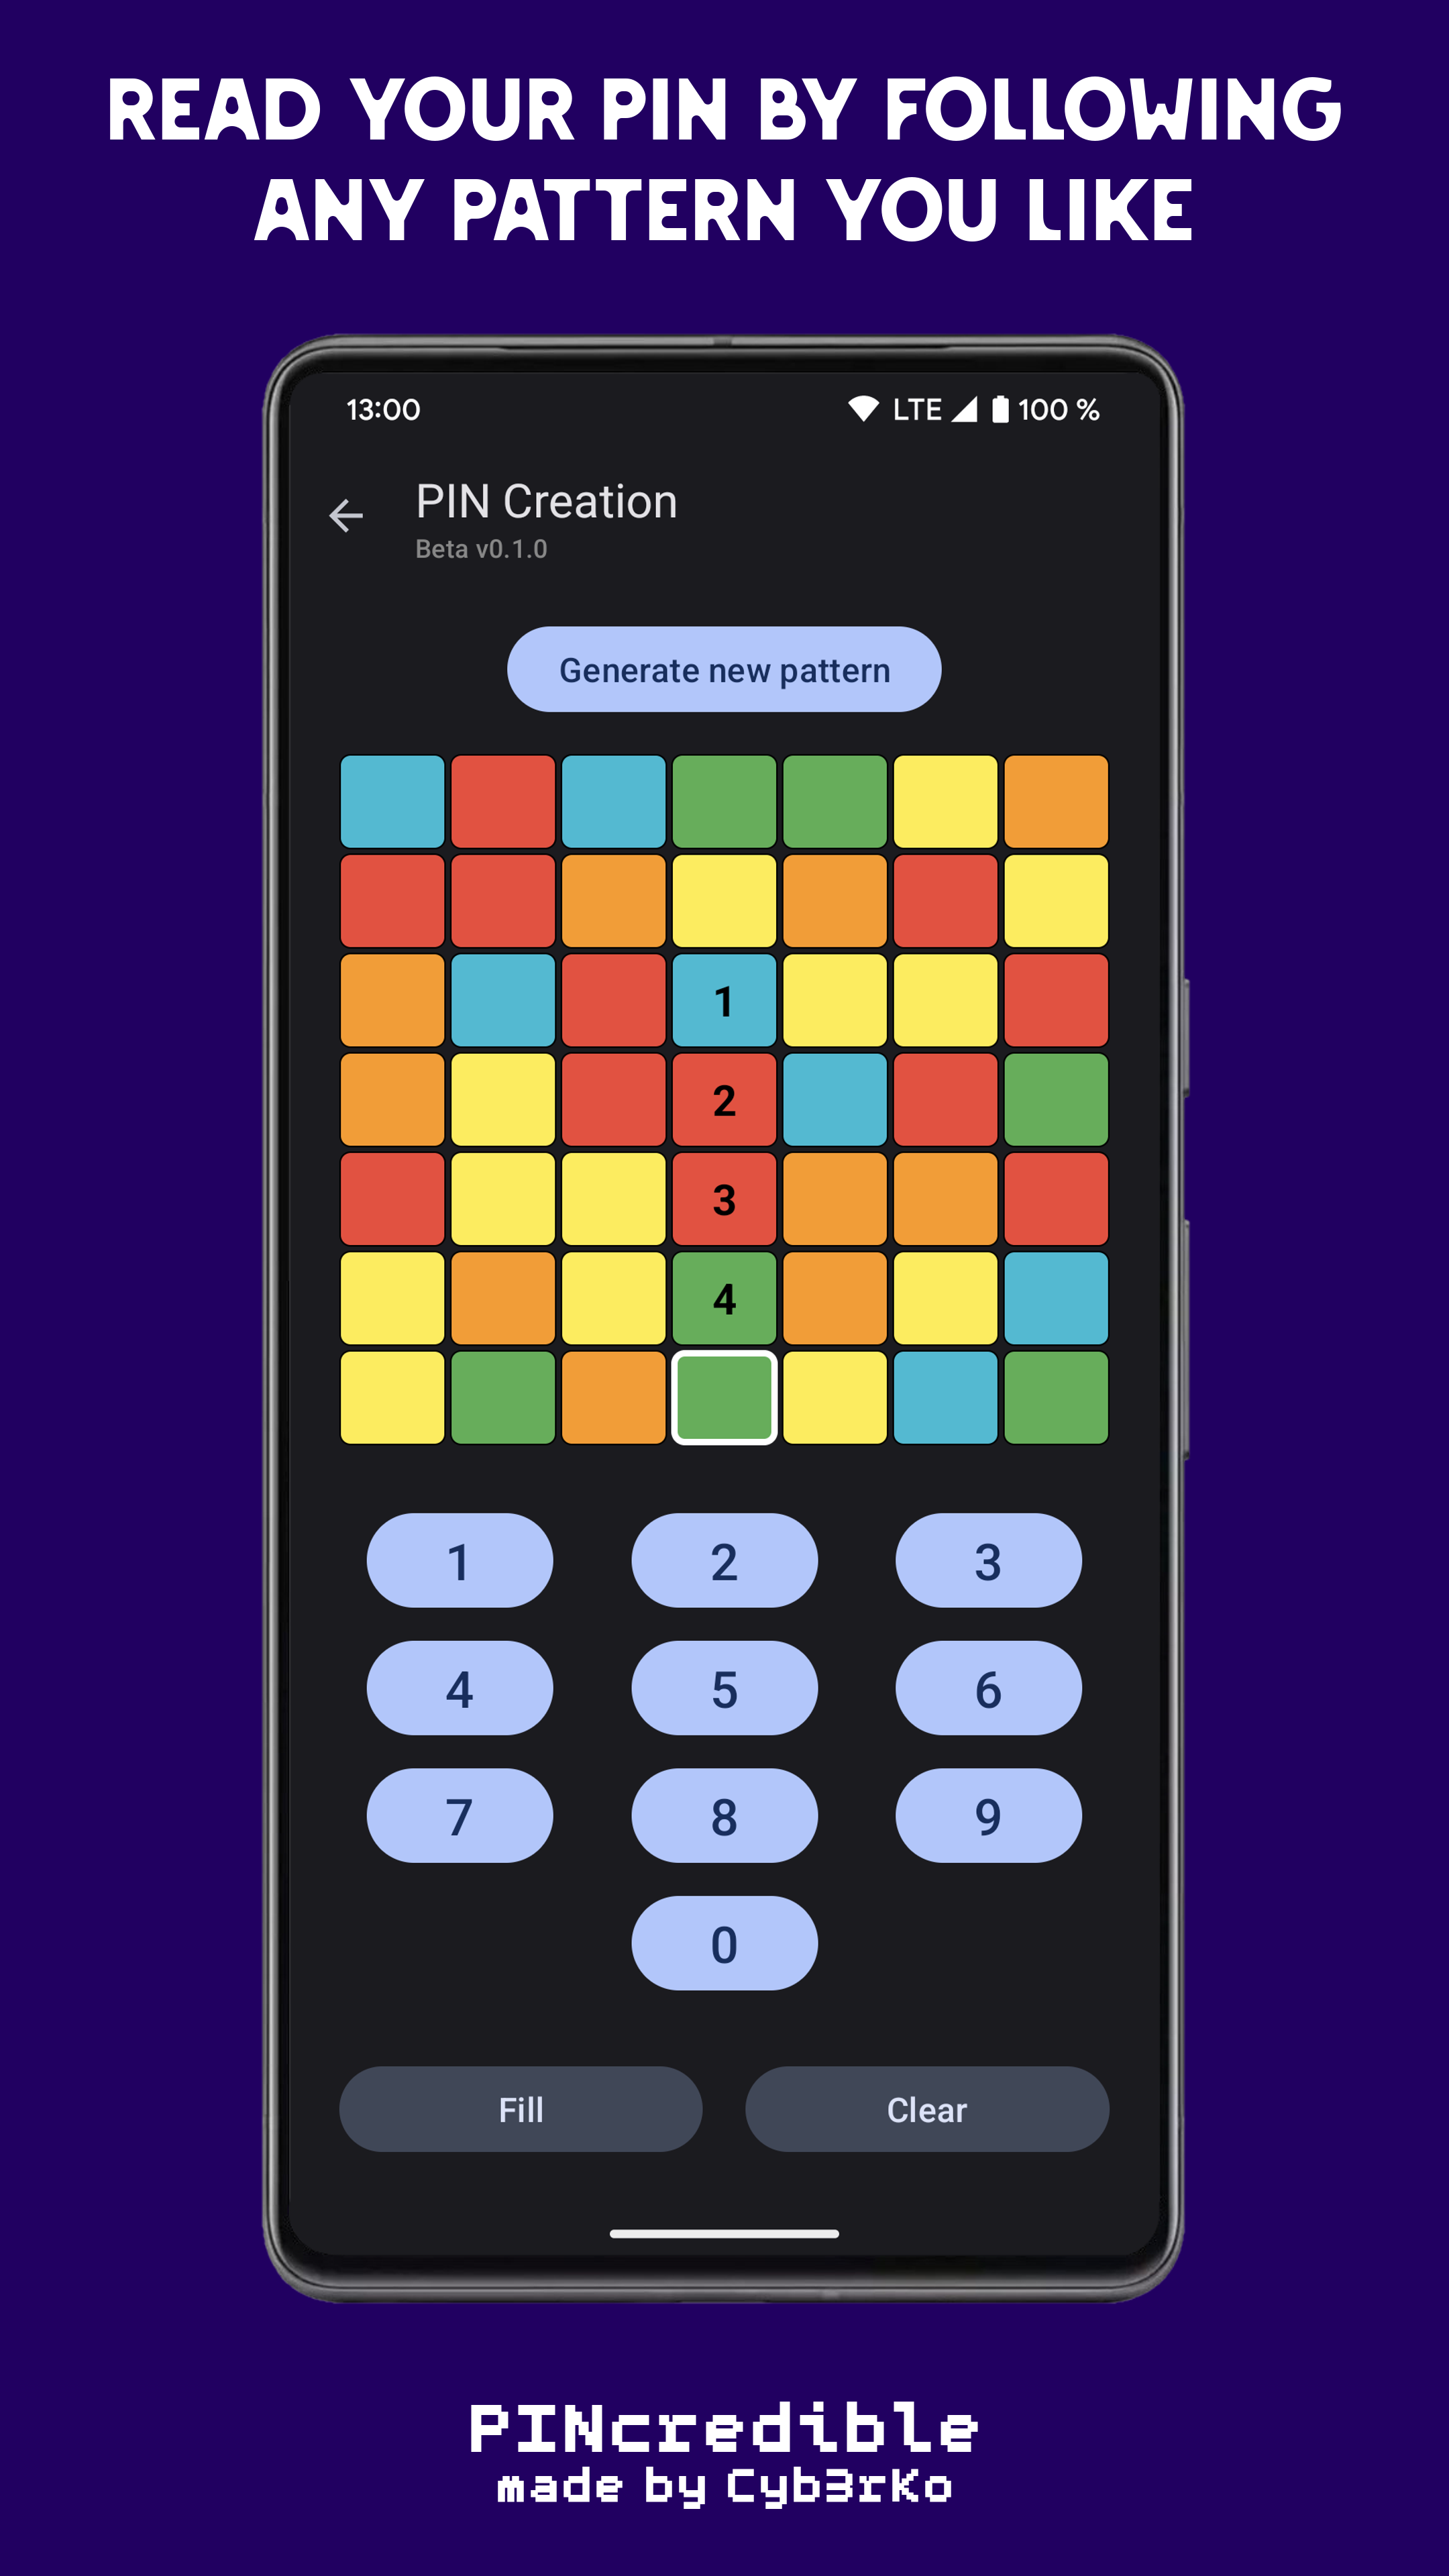 READ YOUR PIN BY FOLLOWING
ANY PATTERN YOU LIKE
13:00 LTE 100 %
PIN Creation
Beta v0.1.0
Generate new pattern
1
2
3
4
1 2 3
4 5 6
7 8 9
0
Fill Clear
PINcredible
made by Cyb3rKo